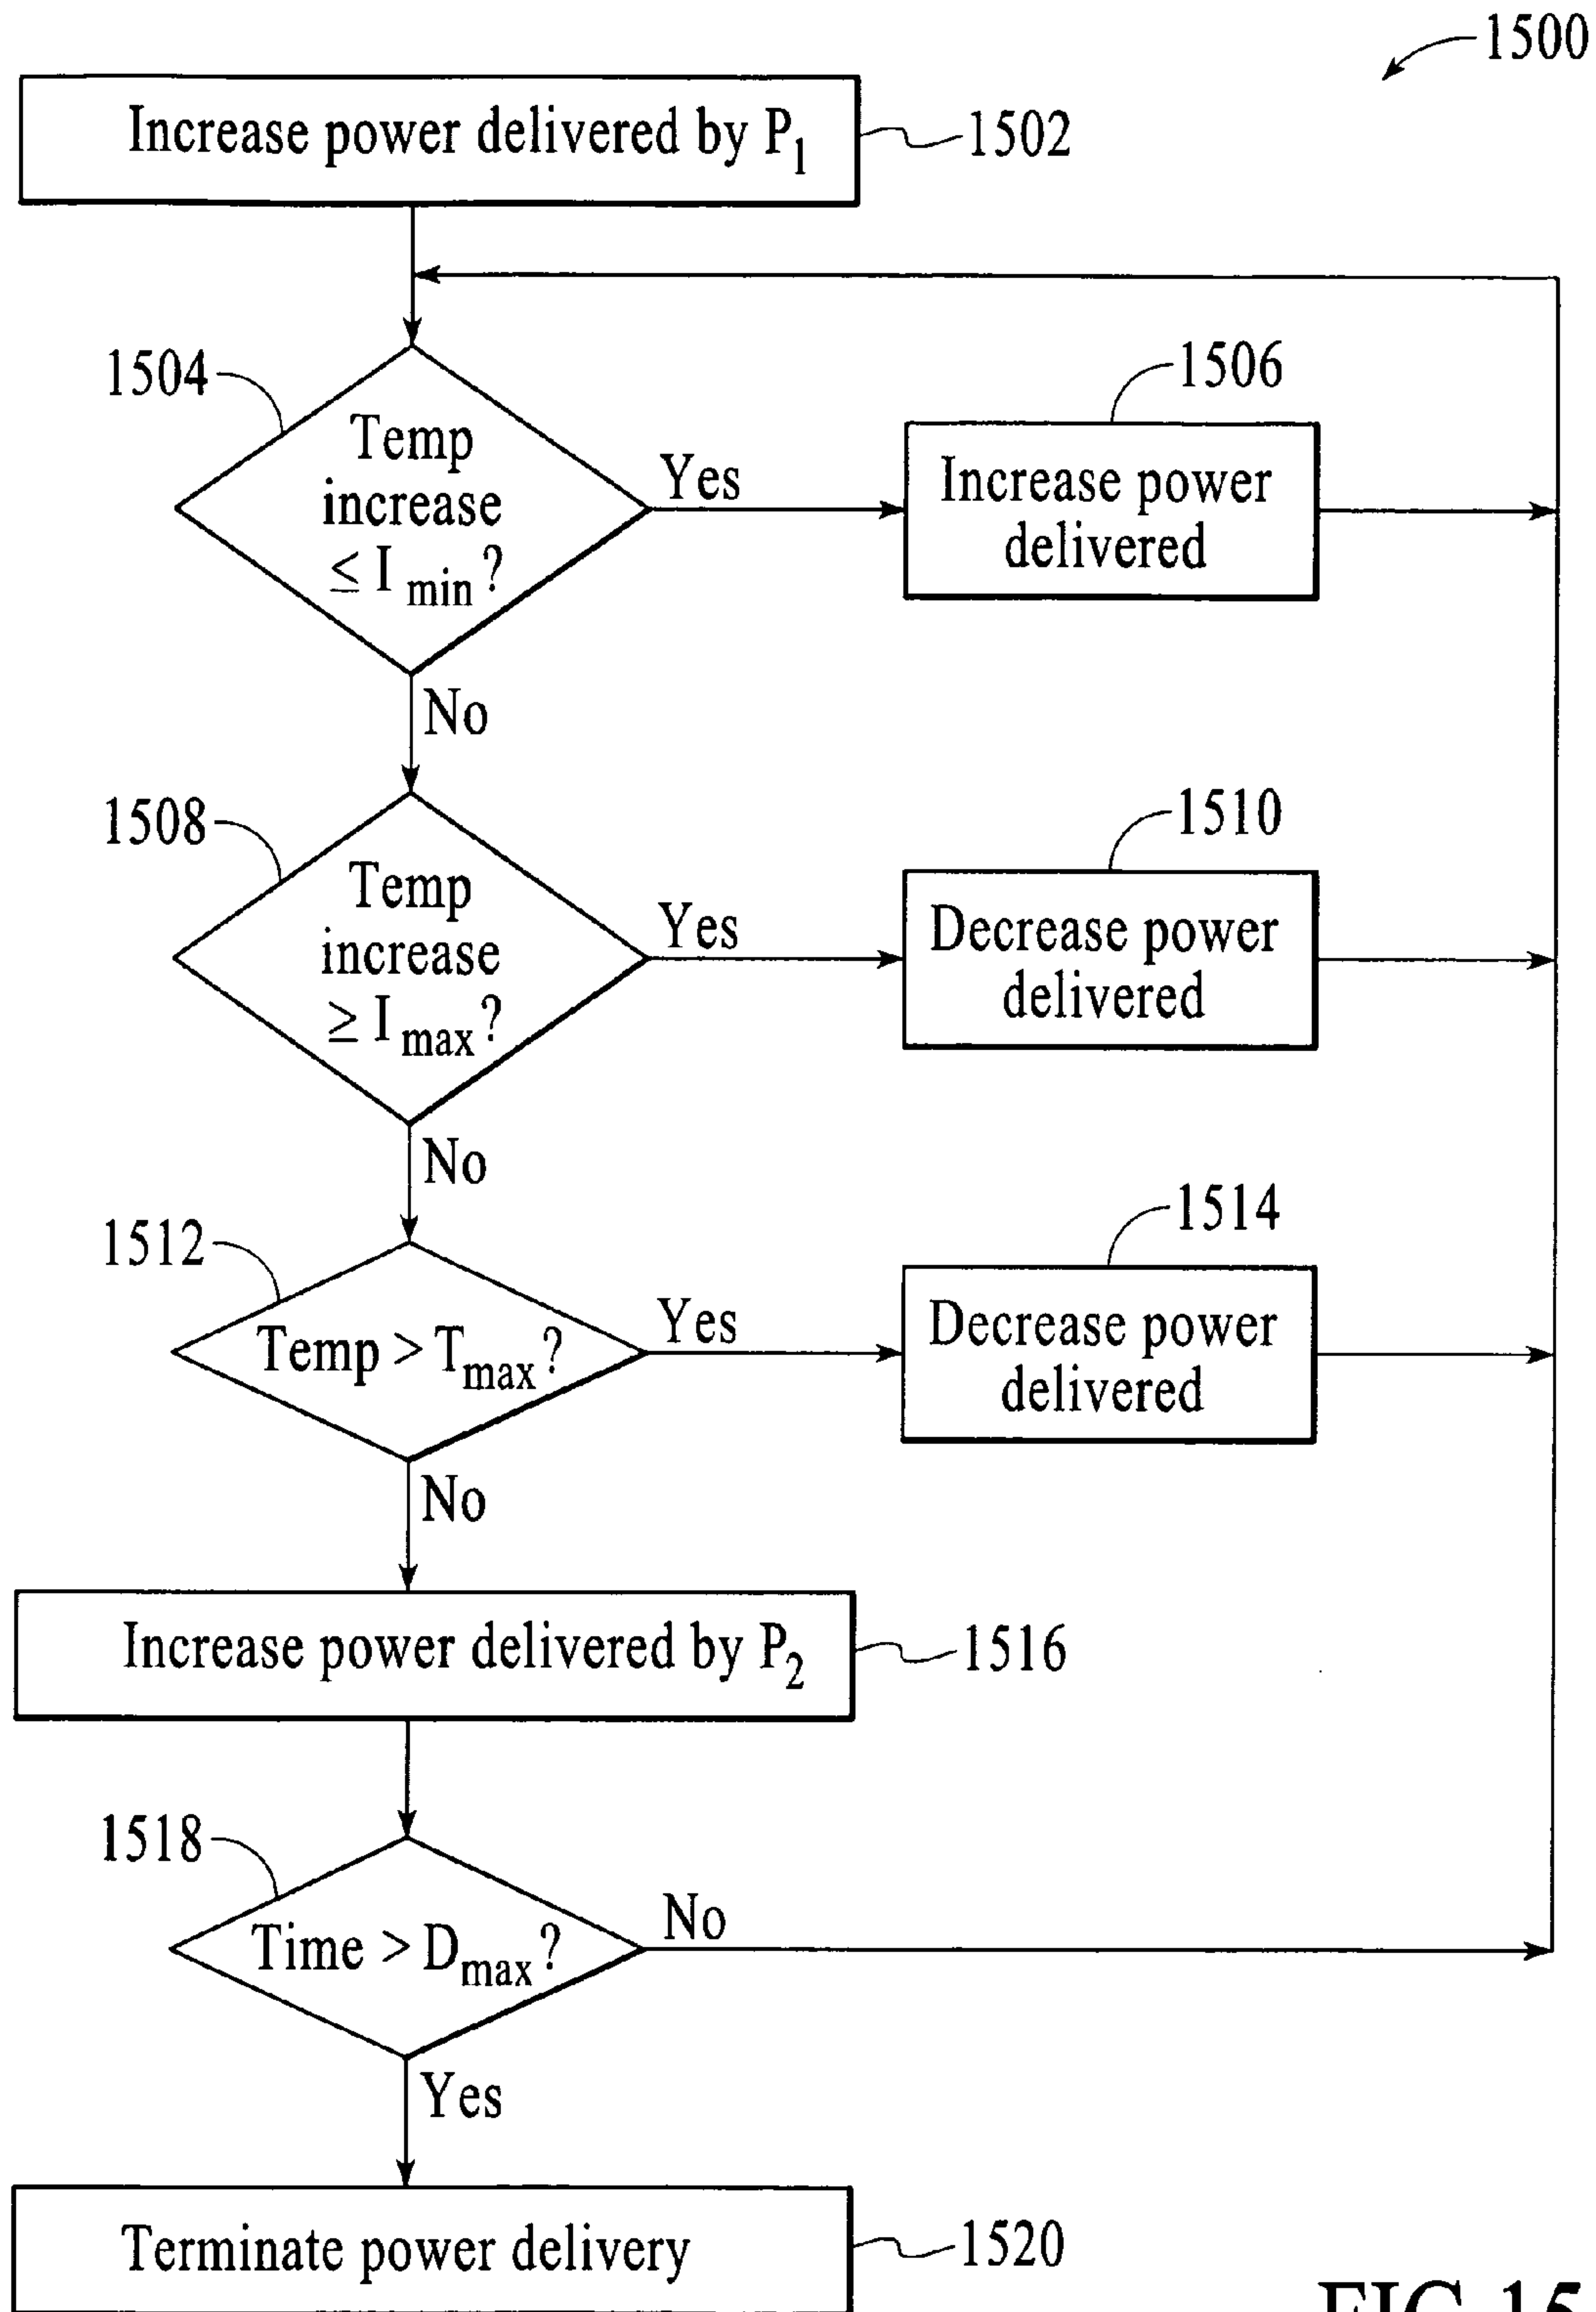 1500
Increase power delivered by P1
1502
1504
Temp
increase
≤ I min ?
Yes
1506
Increase power
delivered
No
1508
Temp
increase
≥ I max ?
Yes
1510
Decrease power
delivered
No
1512
Temp > Tmax ?
Yes
1514
Decrease power
delivered
No
Increase power delivered by P2
1516
1518
Time > Dmax ?
No
Yes
Terminate power delivery
1520
FIG.15